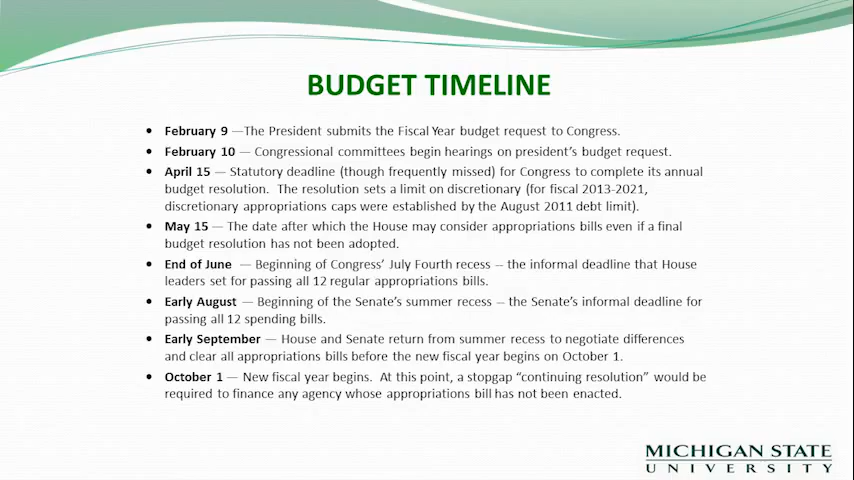 BUDGET TIMELINE
• February 9 —The President submits the Fiscal Year budget request to Congress.
• February 10 — Congressional committees begin hearings on president's budget request.
• April 15 — Statutory deadline (though frequently missed) for Congress to complete its annual
budget resolution. The resolution sets a limit on discretionary (for fiscal 2013-2021,
discretionary appropriations caps were established by the August 2011 debt limit).
• May 15 — The date after which the House may consider appropriations bills even if a final
budget resolution has not been adopted.
• End of June — Beginning of Congress' July Fourth recess -- the informal deadline that House
leaders set for passing all 12 regular appropriations bills.
• Early August — Beginning of the Senate's summer recess -- the Senate's informal deadline for
passing all 12 spending bills.
• Early September — House and Senate return from summer recess to negotiate differences
and clear all appropriations bills before the new fiscal year begins on October 1.
• October 1 — New fiscal year begins. At this point, a stopgap “continuing resolution” would be
required to finance any agency whose appropriations bill has not been enacted.
MICHIGAN STATE
UNIVERSITY